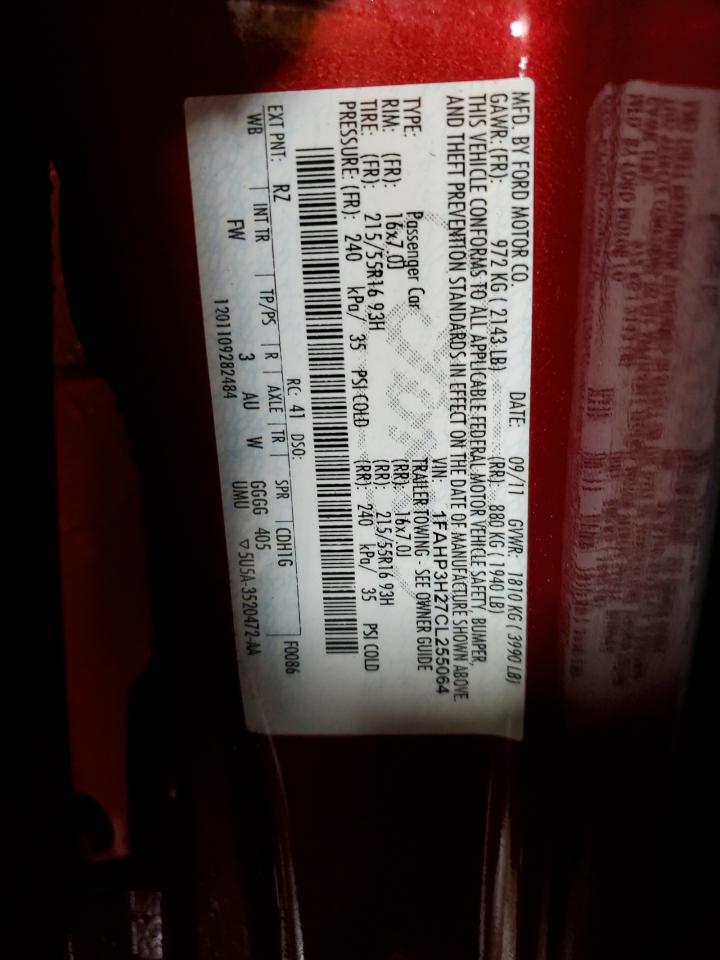 MFD. BY FORD MOTOR CO. DATE: 09/11 GVWR: 1810 KG ( 3990 LB)
GAWR: (FR): 972 KG ( 2143 LB) (RR): 880 KG ( 1940 LB)
THIS VEHICLE CONFORMS TO ALL APPLICABLE FEDERAL MOTOR VEHICLE SAFETY, BUMPER,
AND THEFT PREVENTION STANDARDS IN EFFECT ON THE DATE OF MANUFACTURE SHOWN ABOVE.
VIN: 1FAHP3H27CL255064
TYPE: Passenger Car TRAILER TOWING - SEE OWNER GUIDE
RIM: (FR): 16x7.0J (RR): 16x7.0J
TIRE: (FR): 215/55R16 93H (RR): 215/55R16 93H
PRESSURE: (FR): 240 kPa/ 35 PSI COLD (RR): 240 kPa/ 35 PSI COLD
RC: 41 DSO: F0086
EXT PNT: RZ INT TR TP/PS R AXLE TR SPR CDH1G
WB FW 3 AU W GGGG 405
UMU
1201109282484 ▽ 5U5A-3520472-AA